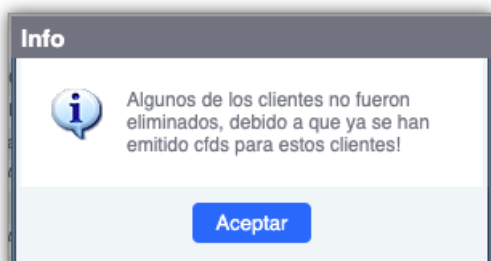 Info
Algunos de los clientes no fueron
eliminados, debido a que ya se han
emitido cfds para estos clientes!
Aceptar